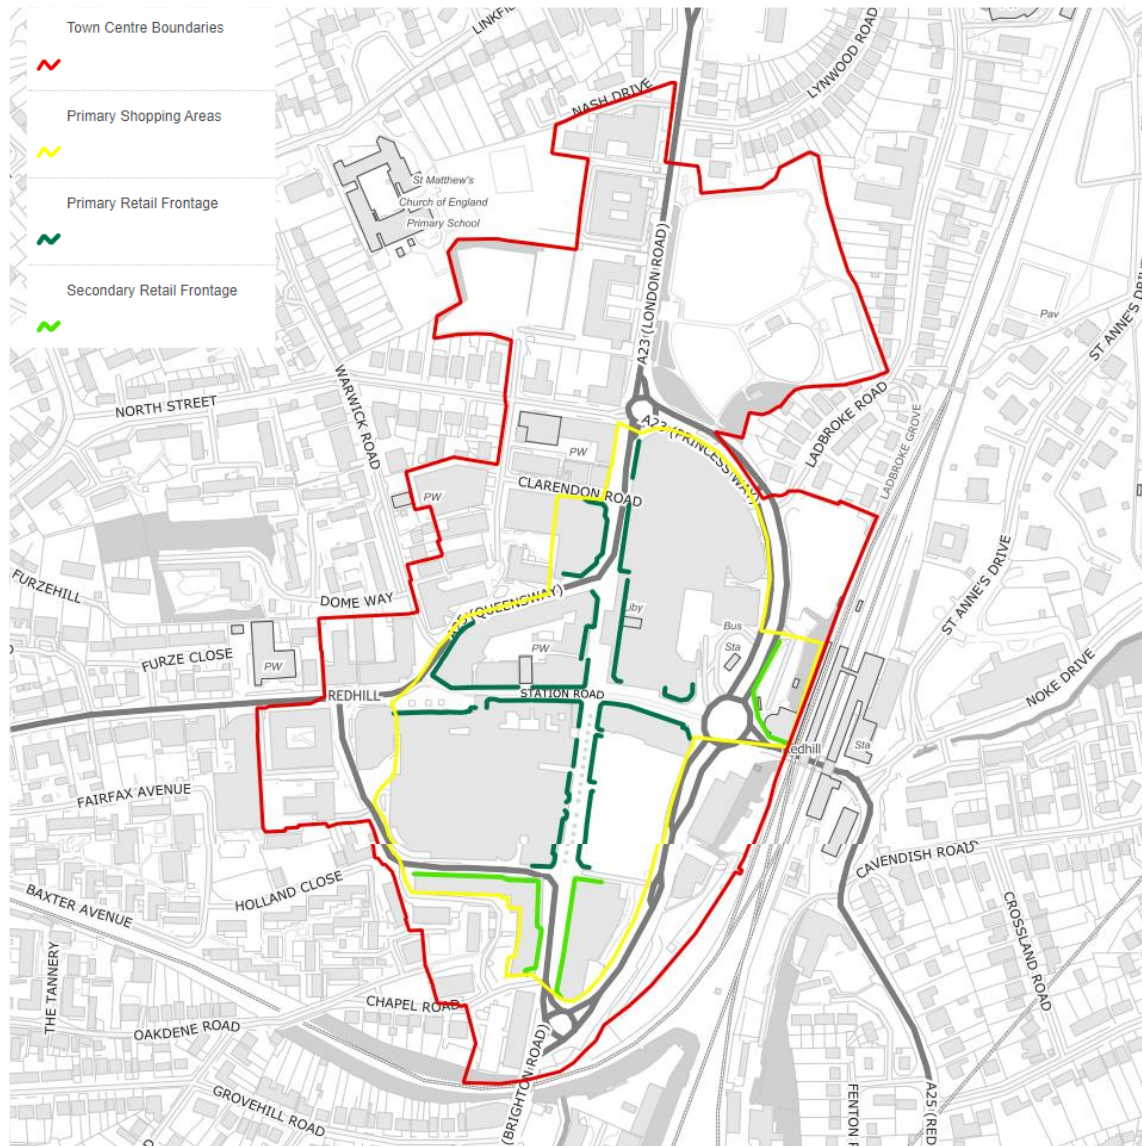 Town Centre Boundaries
Primary Shopping Areas
Primary Retail Frontage
Secondary Retail Frontage
NASH DRIVE
LYNWOOD ROAD
St Matthew's
Church of England
Primary School
A23 (LONDON ROAD)
Pav
ST ANNE'S DRIVE
NORTH STREET
WARWICK ROAD
LADBROKE ROAD
LADBROKE GROVE
A23 (PRINCESS WAY)
PW
PW
CLARENDON ROAD
ST ANNE'S DRIVE
FURZEHILL
DOME WAY
A25 (QUEENSWAY)
Liby
Bus
Sta
FURZE CLOSE
PW
PW
NOKE DRIVE
REDHILL
STATION ROAD
Redhill
Sta
FAIRFAX AVENUE
CAVENDISH ROAD
HOLLAND CLOSE
BAXTER AVENUE
CROSSLAND ROAD
THE TANNERY
CHAPEL ROAD
OAKDENE ROAD
(BRIGHTON ROAD)
GROVEHILL ROAD
FENTON
A25 (RED